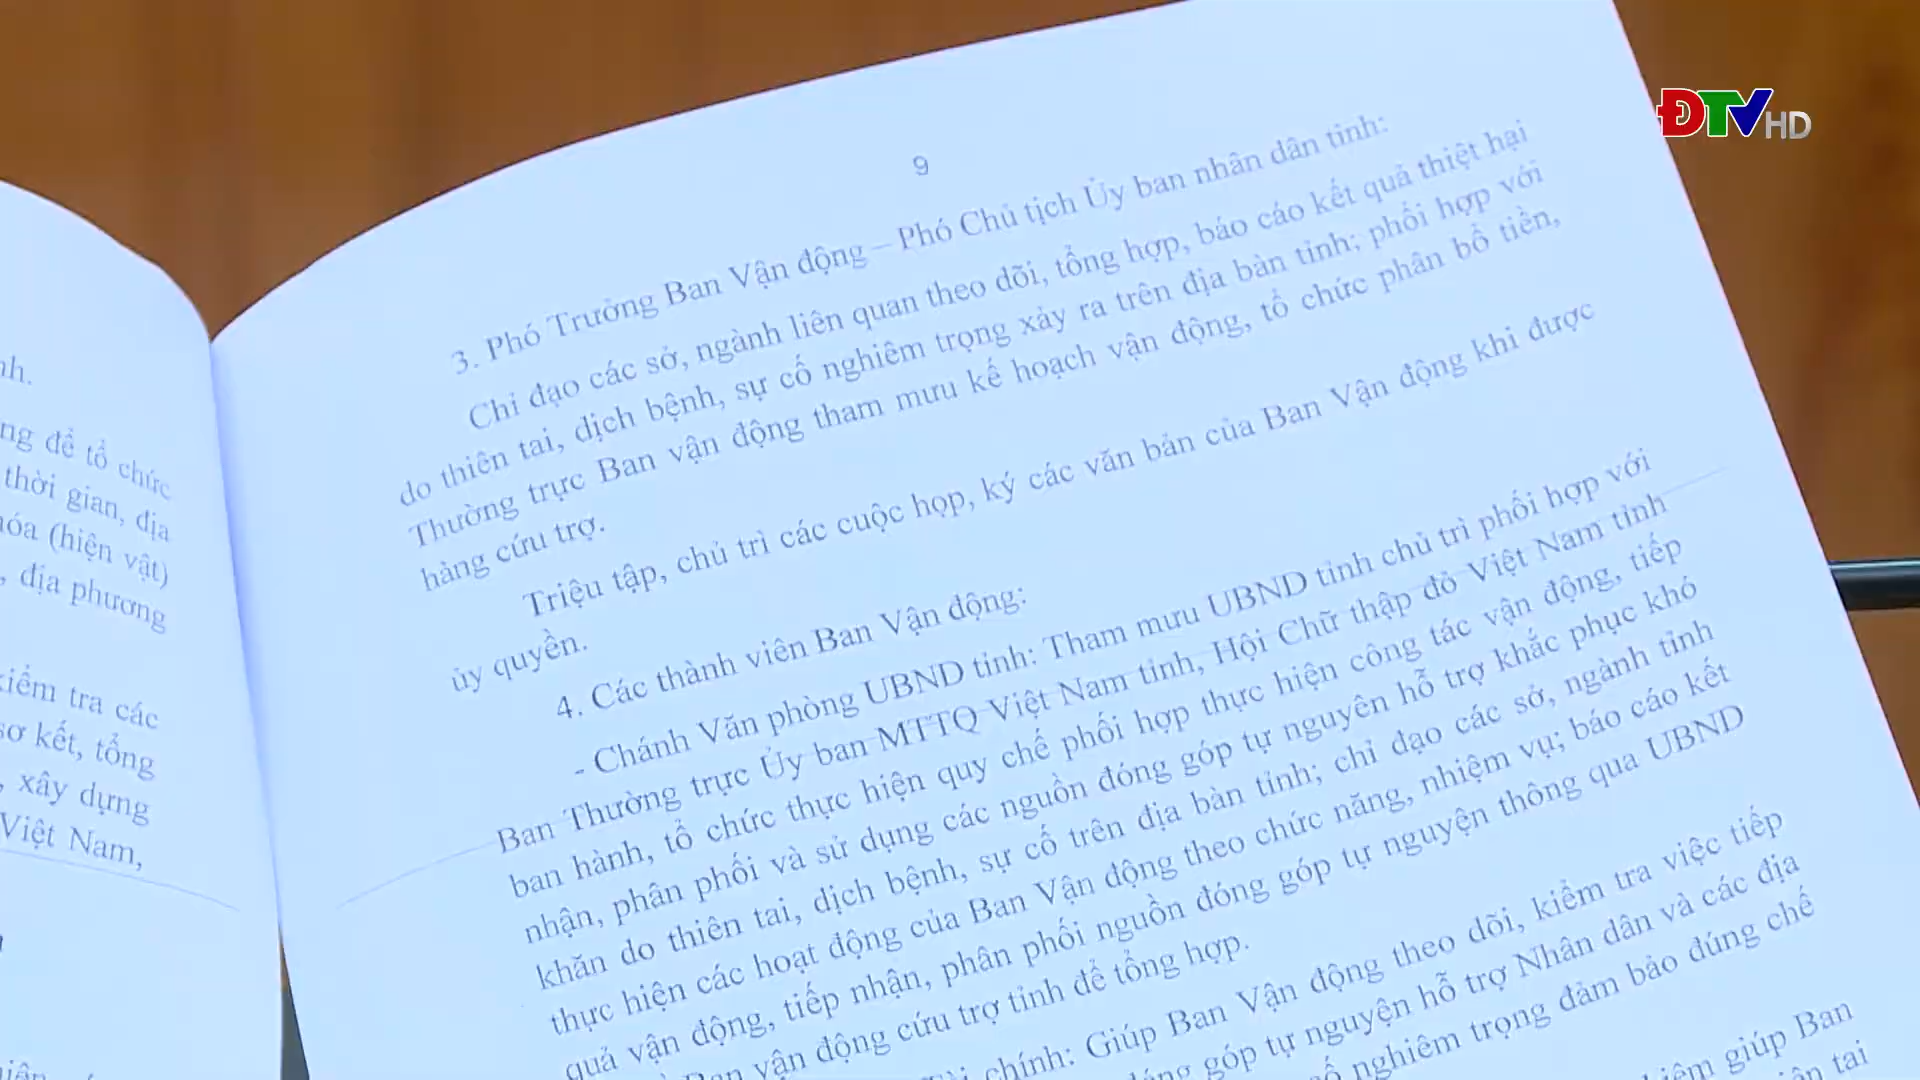 nh.
ng để tổ chức
thời gian, địa
hóa (hiện vật)
, địa phương
kiểm tra các
sơ kết, tổng
, xây dựng
Việt Nam,
9
3. Phó Trưởng Ban Vận động – Phó Chủ tịch Ủy ban nhân dân tỉnh:
Chỉ đạo các sở, ngành liên quan theo dõi, tổng hợp, báo cáo kết quả thiệt hại
do thiên tai, dịch bệnh, sự cố nghiêm trọng xảy ra trên địa bàn tỉnh; phối hợp với
Thường trực Ban vận động tham mưu kế hoạch vận động, tổ chức phân bổ tiền,
hàng cứu trợ.
Triệu tập, chủ trì các cuộc họp, ký các văn bản của Ban Vận động khi được
ủy quyền.
4. Các thành viên Ban Vận động:
- Chánh Văn phòng UBND tỉnh: Tham mưu UBND tỉnh chủ trì phối hợp với
Ban Thường trực Ủy ban MTTQ Việt Nam tỉnh, Hội Chữ thập đỏ Việt Nam tỉnh
ban hành, tổ chức thực hiện quy chế phối hợp thực hiện công tác vận động, tiếp
nhận, phân phối và sử dụng các nguồn đóng góp tự nguyện hỗ trợ khắc phục khó
khăn do thiên tai, dịch bệnh, sự cố trên địa bàn tỉnh; chỉ đạo các sở, ngành tỉnh
thực hiện các hoạt động của Ban Vận động theo chức năng, nhiệm vụ; báo cáo kết
quả vận động, tiếp nhận, phân phối nguồn đóng góp tự nguyện thông qua UBND
Ban vận động cứu trợ tỉnh để tổng hợp.
chính: Giúp Ban Vận động theo dõi, kiểm tra việc tiếp
đóng góp tự nguyện hỗ trợ Nhân dân và các địa
cố nghiêm trọng đảm bảo đúng chế
giúp Ban
tai
ĐTV HD